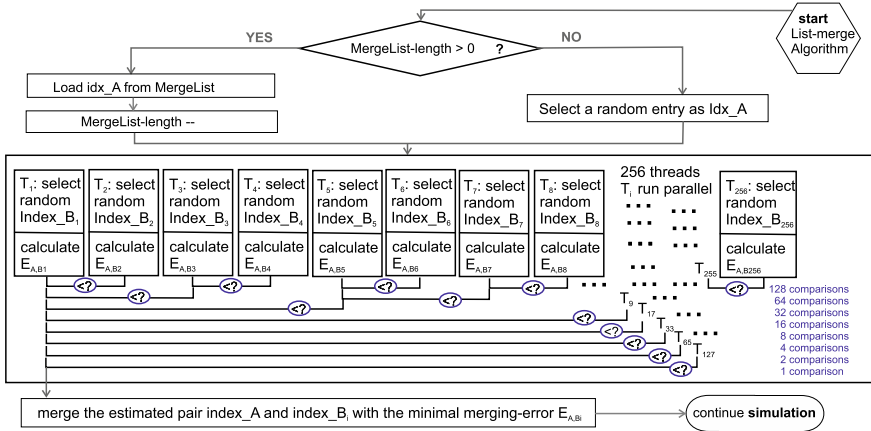 start
List-merge
Algorithm
MergeList-length > 0 ?
YES
NO
Load idx_A from MergeList
MergeList-length --
Select a random entry as Idx_A
T1: select
random
Index_B1
calculate
EA,B1
T2: select
random
Index_B2
calculate
EA,B2
T3: select
random
Index_B3
calculate
EA,B3
T4: select
random
Index_B4
calculate
EA,B4
T5: select
random
Index_B5
calculate
EA,B5
T6: select
random
Index_B6
calculate
EA,B6
T7: select
random
Index_B7
calculate
EA,B7
T8: select
random
Index_B8
calculate
EA,B8
256 threads
Ti run parallel
T256: select
random
Index_B256
calculate
EA,B256
T255
<?
<?
<?
<?
<?
<?
<?
<?
T9
<?
T17
<?
T33
<?
T65
<?
T127
<?
128 comparisons
64 comparisons
32 comparisons
16 comparisons
8 comparisons
4 comparisons
2 comparisons
1 comparison
merge the estimated pair index_A and index_Bi with the minimal merging-error EA,Bi
continue simulation